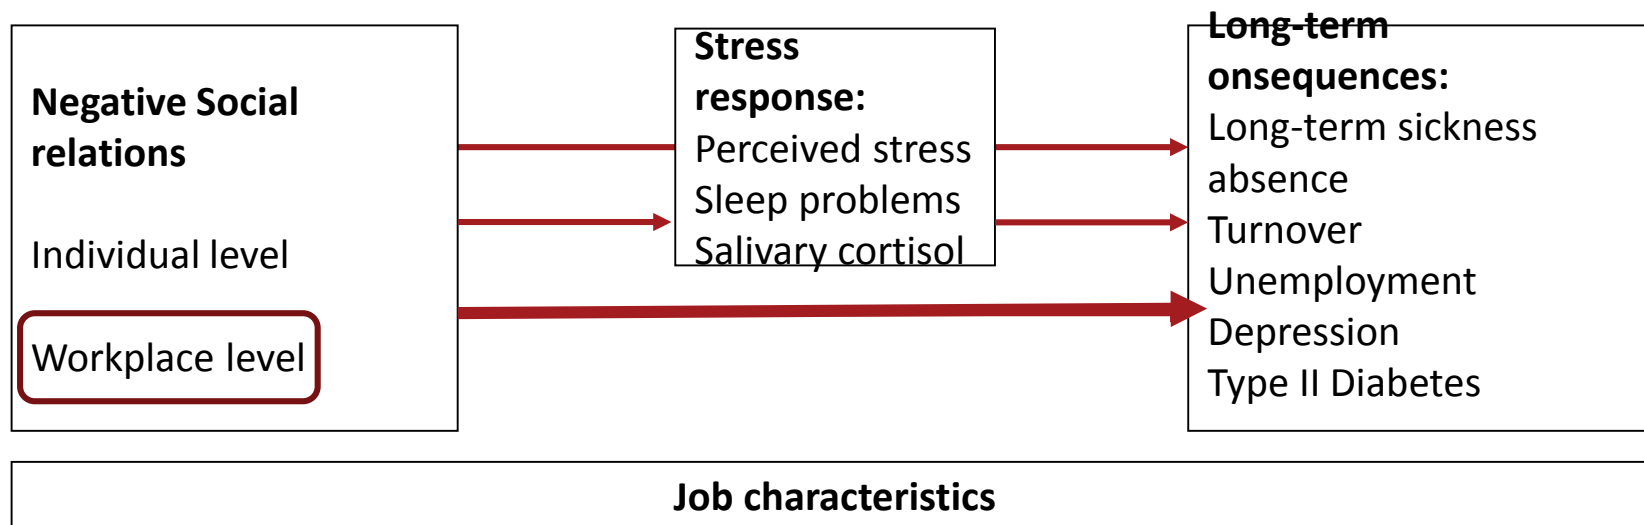 Negative Social
relations
Individual level
Workplace level
Stress
response:
Perceived stress
Sleep problems
Salivary cortisol
Long-term
onsequences:
Long-term sickness
absence
Turnover
Unemployment
Depression
Type II Diabetes
Job characteristics